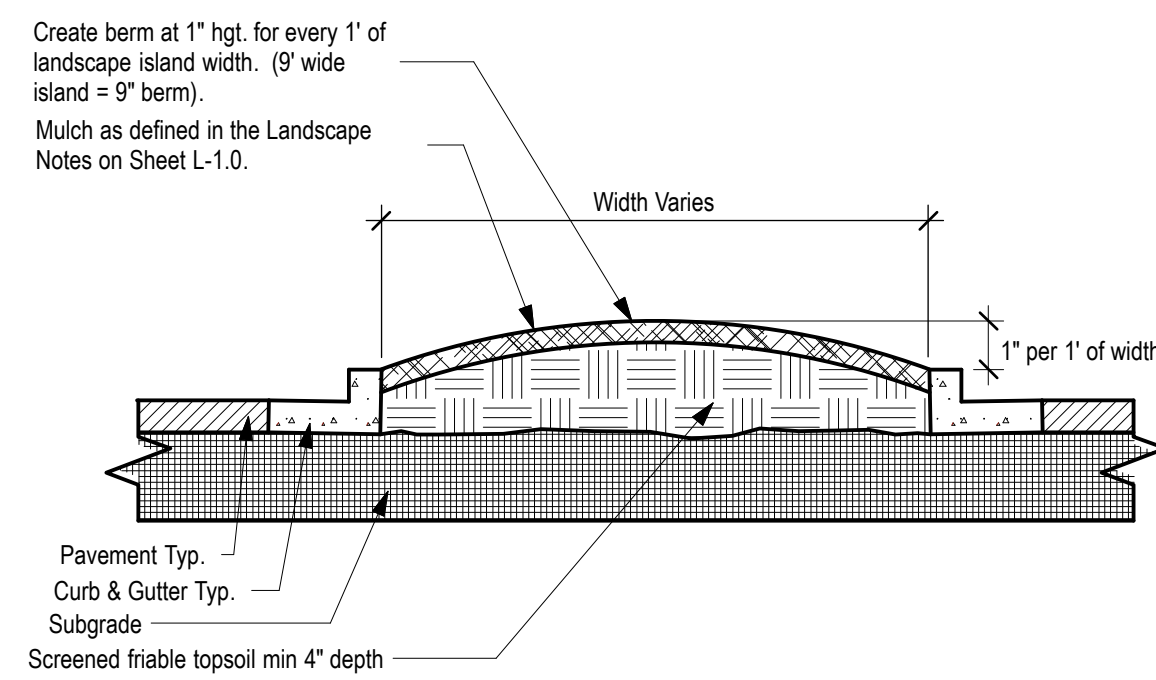 Create berm at 1" hgt. for every 1' of
landscape island width.  (9' wide
island = 9" berm).
Mulch as defined in the Landscape
Notes on Sheet L-1.0.
Width Varies
1" per 1' of width
Pavement Typ.
Curb & Gutter Typ.
Subgrade
Screened friable topsoil min 4" depth